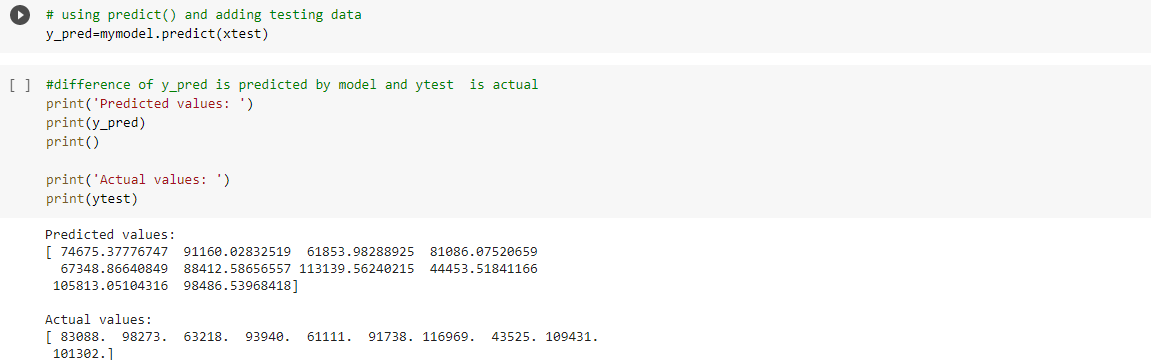 # using predict() and adding testing data
y_pred=mymodel.predict(xtest)
[ ] #difference of y_pred is predicted by model and ytest  is actual
print('Predicted values: ')
print(y_pred)
print()
print('Actual values: ')
print(ytest)
Predicted values:
[ 74675.37776747  91160.02832519  61853.98288925  81086.07520659
  67348.86640849  88412.58656557 113139.56240215  44453.51841166
 105813.05104316  98486.53968418]
Actual values:
[ 83088.  98273.  63218.  93940.  61111.  91738. 116969.  43525. 109431.
 101302.]